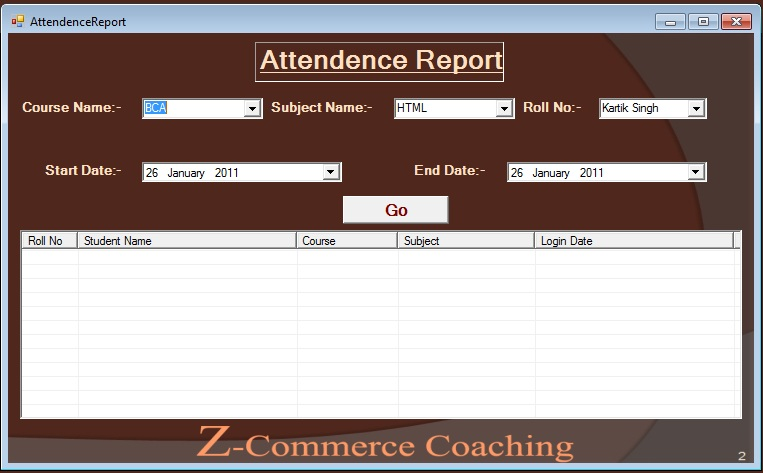 AttendenceReport
Attendence Report
Course Name:- BCA Subject Name:- HTML Roll No:- Kartik Singh
Start Date:- 26 January 2011 End Date:- 26 January 2011
Go
Roll No Student Name Course Subject Login Date
Z-Commerce Coaching
2